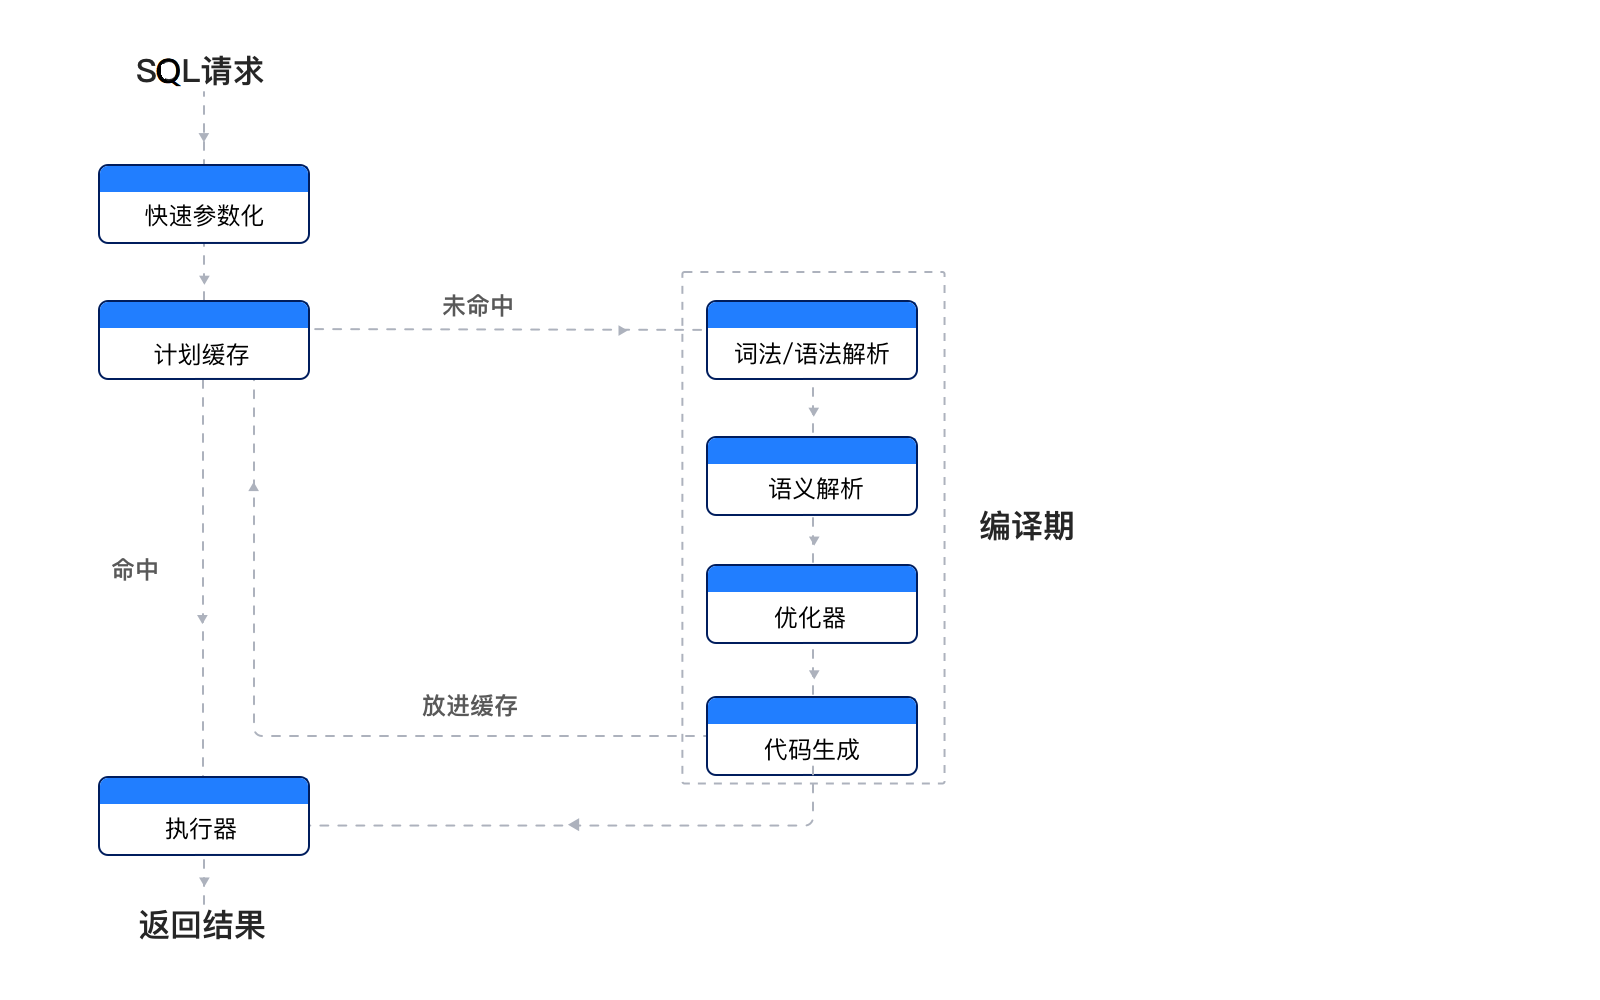 SQL请求
快速参数化
计划缓存
未命中
词法/语法解析
语义解析
编译期
命中
优化器
放进缓存
代码生成
执行器
返回结果